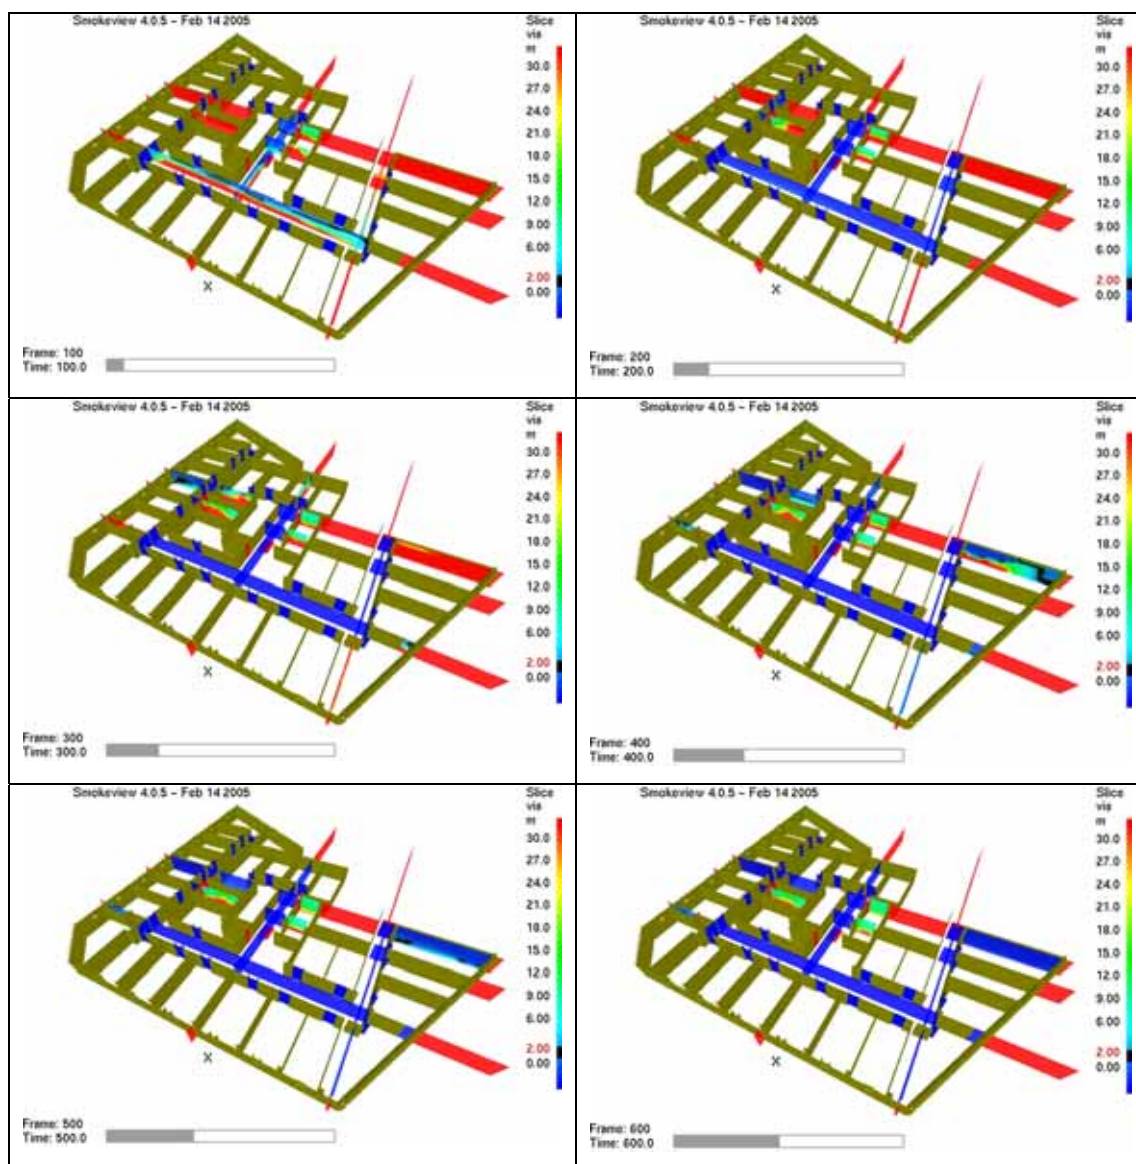 Smokeview 4.0.5 - Feb 14 2005
Slice
vis
m
30.0
27.0
24.0
21.0
18.0
15.0
12.0
9.00
6.00
2.00
0.00
X
Frame: 100
Time: 100.0
Smokeview 4.0.5 - Feb 14 2005
Slice
vis
m
30.0
27.0
24.0
21.0
18.0
15.0
12.0
9.00
6.00
2.00
0.00
X
Frame: 200
Time: 200.0
Smokeview 4.0.5 - Feb 14 2005
Slice
vis
m
30.0
27.0
24.0
21.0
18.0
15.0
12.0
9.00
6.00
2.00
0.00
X
Frame: 300
Time: 300.0
Smokeview 4.0.5 - Feb 14 2005
Slice
vis
m
30.0
27.0
24.0
21.0
18.0
15.0
12.0
9.00
6.00
2.00
0.00
X
Frame: 400
Time: 400.0
Smokeview 4.0.5 - Feb 14 2005
Slice
vis
m
30.0
27.0
24.0
21.0
18.0
15.0
12.0
9.00
6.00
2.00
0.00
X
Frame: 500
Time: 500.0
Smokeview 4.0.5 - Feb 14 2005
Slice
vis
m
30.0
27.0
24.0
21.0
18.0
15.0
12.0
9.00
6.00
2.00
0.00
X
Frame: 600
Time: 600.0